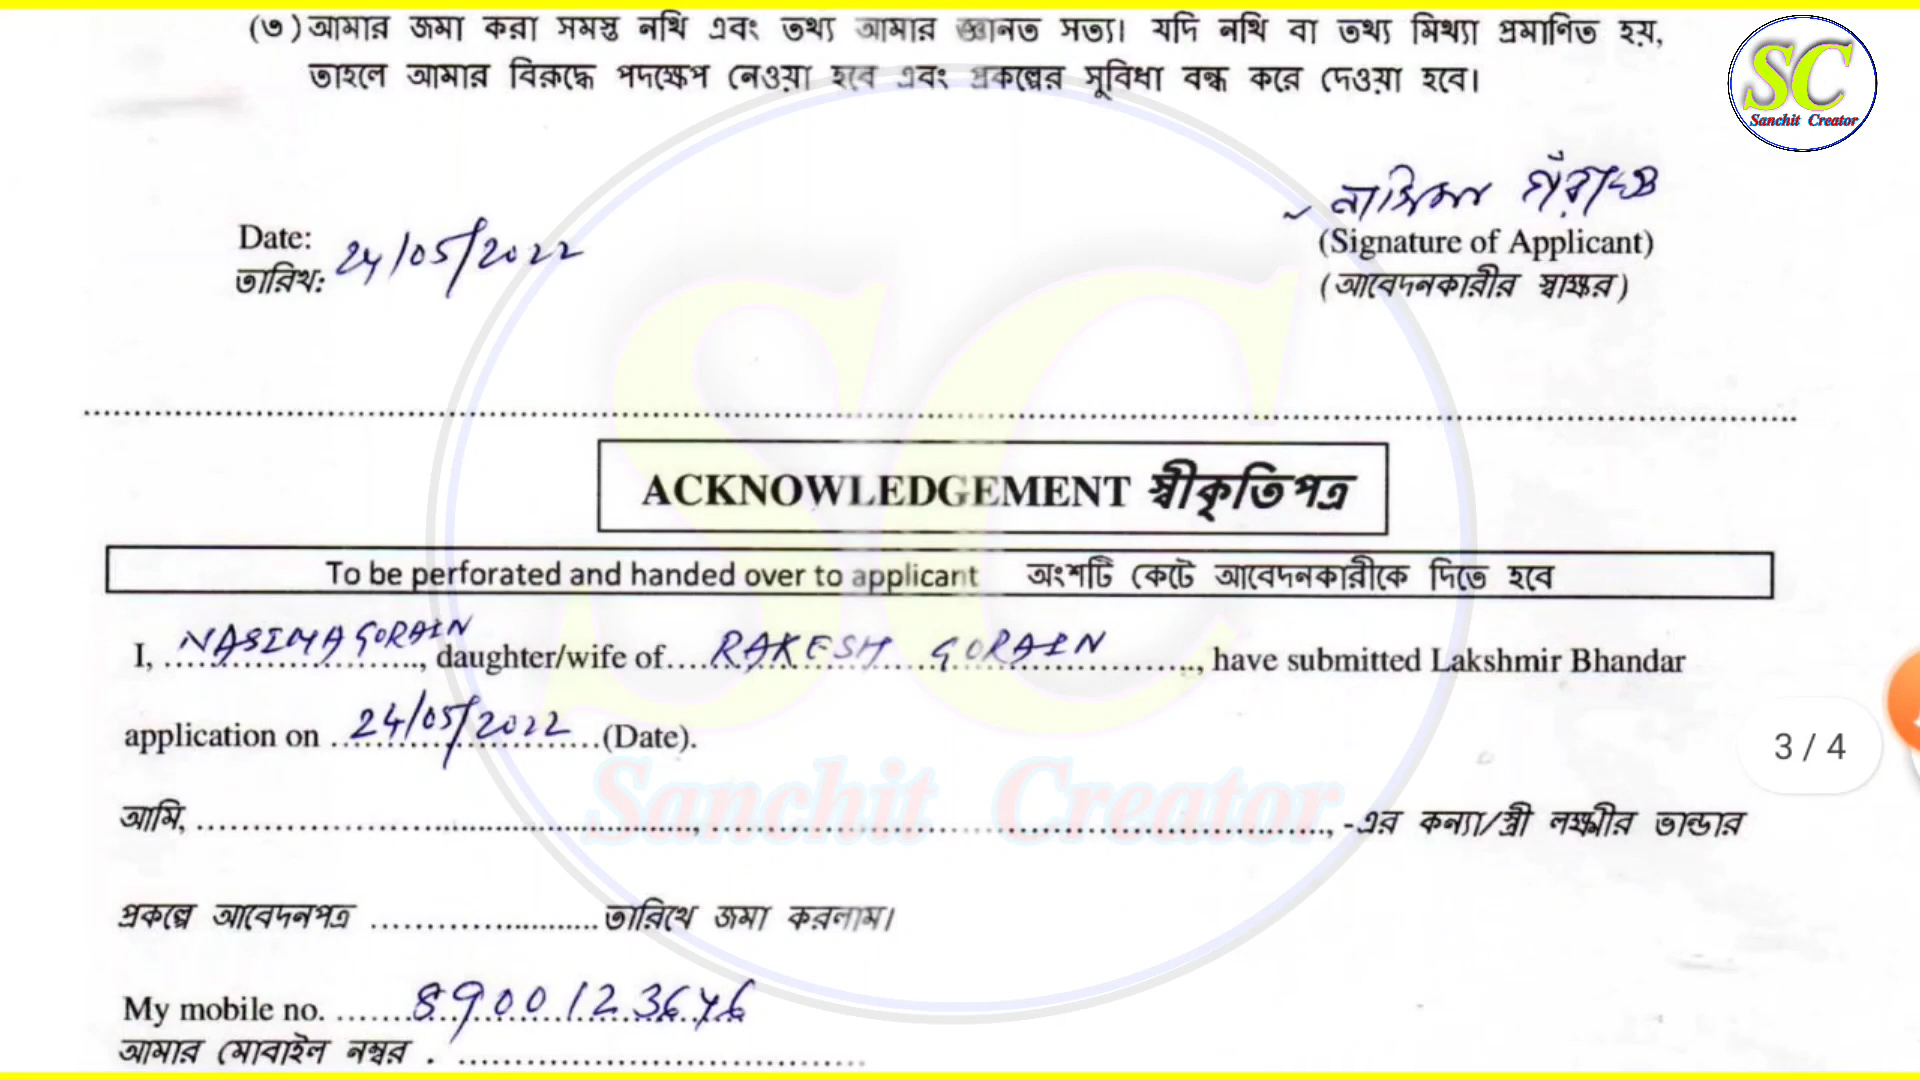 (৩) আমার জমা করা সমস্ত নথি এবং তথ্য আমার জ্ঞানত সত্য। যদি নথি বা তথ্য মিথ্যা প্রমাণিত হয়,
তাহলে আমার বিরুদ্ধে পদক্ষেপ নেওয়া হবে এবং প্রকল্পের সুবিধা বন্ধ করে দেওয়া হবে।
SC
Sanchit Creator
Date: 24/05/2022
তারিখ:
(Signature of Applicant)
(আবেদনকারীর স্বাক্ষর)
ACKNOWLEDGEMENT স্বীকৃতিপত্র
To be perforated and handed over to applicant অংশটি কেটে আবেদনকারীকে দিতে হবে
I, NASIMA GORAIN, daughter/wife of RAKESH GORAIN, have submitted Lakshmir Bhandar
application on 24/05/2022 (Date).
3 / 4
SC
Sanchit Creator
আমি, ........................................, ........................................, -এর কন্যা/স্ত্রী লক্ষ্মীর ভান্ডার
প্রকল্পে আবেদনপত্র .......................... তারিখে জমা করলাম।
My mobile no. 8900123646
আমার মোবাইল নম্বর . ........................................